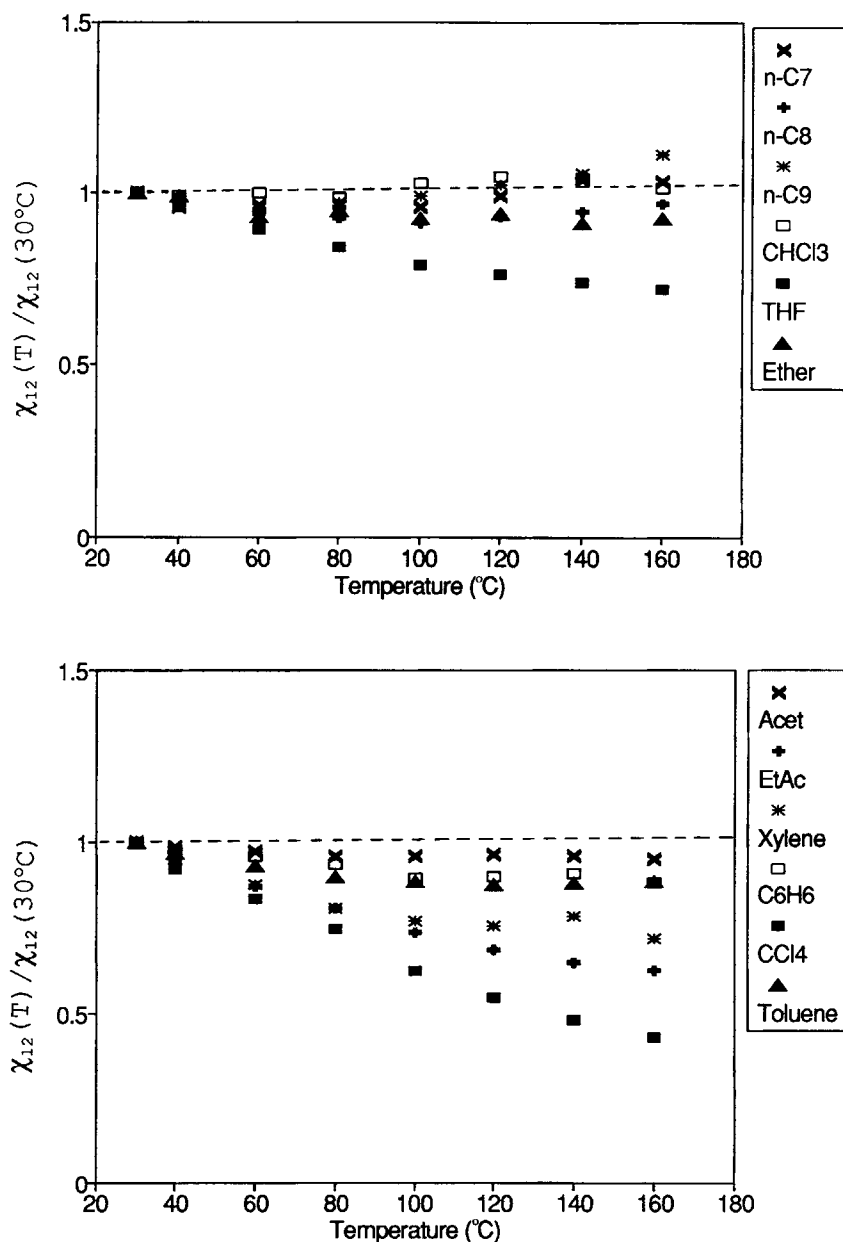 1.5
1
0.5
0
χ₁₂(T)/χ₁₂(30°C)
20 40 60 80 100 120 140 160 180
Temperature (°C)
n-C7
n-C8
n-C9
CHCl3
THF
Ether
1.5
1
0.5
0
χ₁₂(T)/χ₁₂(30°C)
20 40 60 80 100 120 140 160 180
Temperature (°C)
Acet
EtAc
Xylene
C6H6
CCl4
Toluene